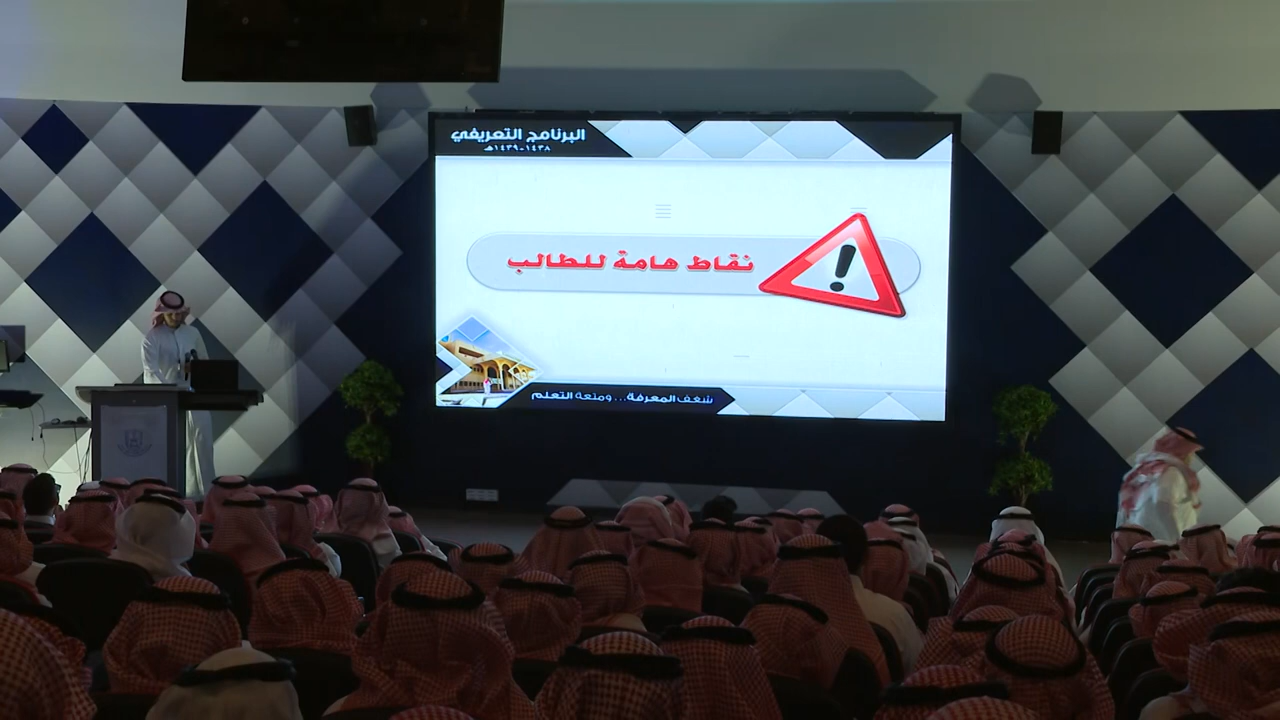 البرنامج التعريفي
١٤٣٨-١٤٣٩هـ
نقاط هامة للطالب
شغف المعرفة... ومتعة التعلم